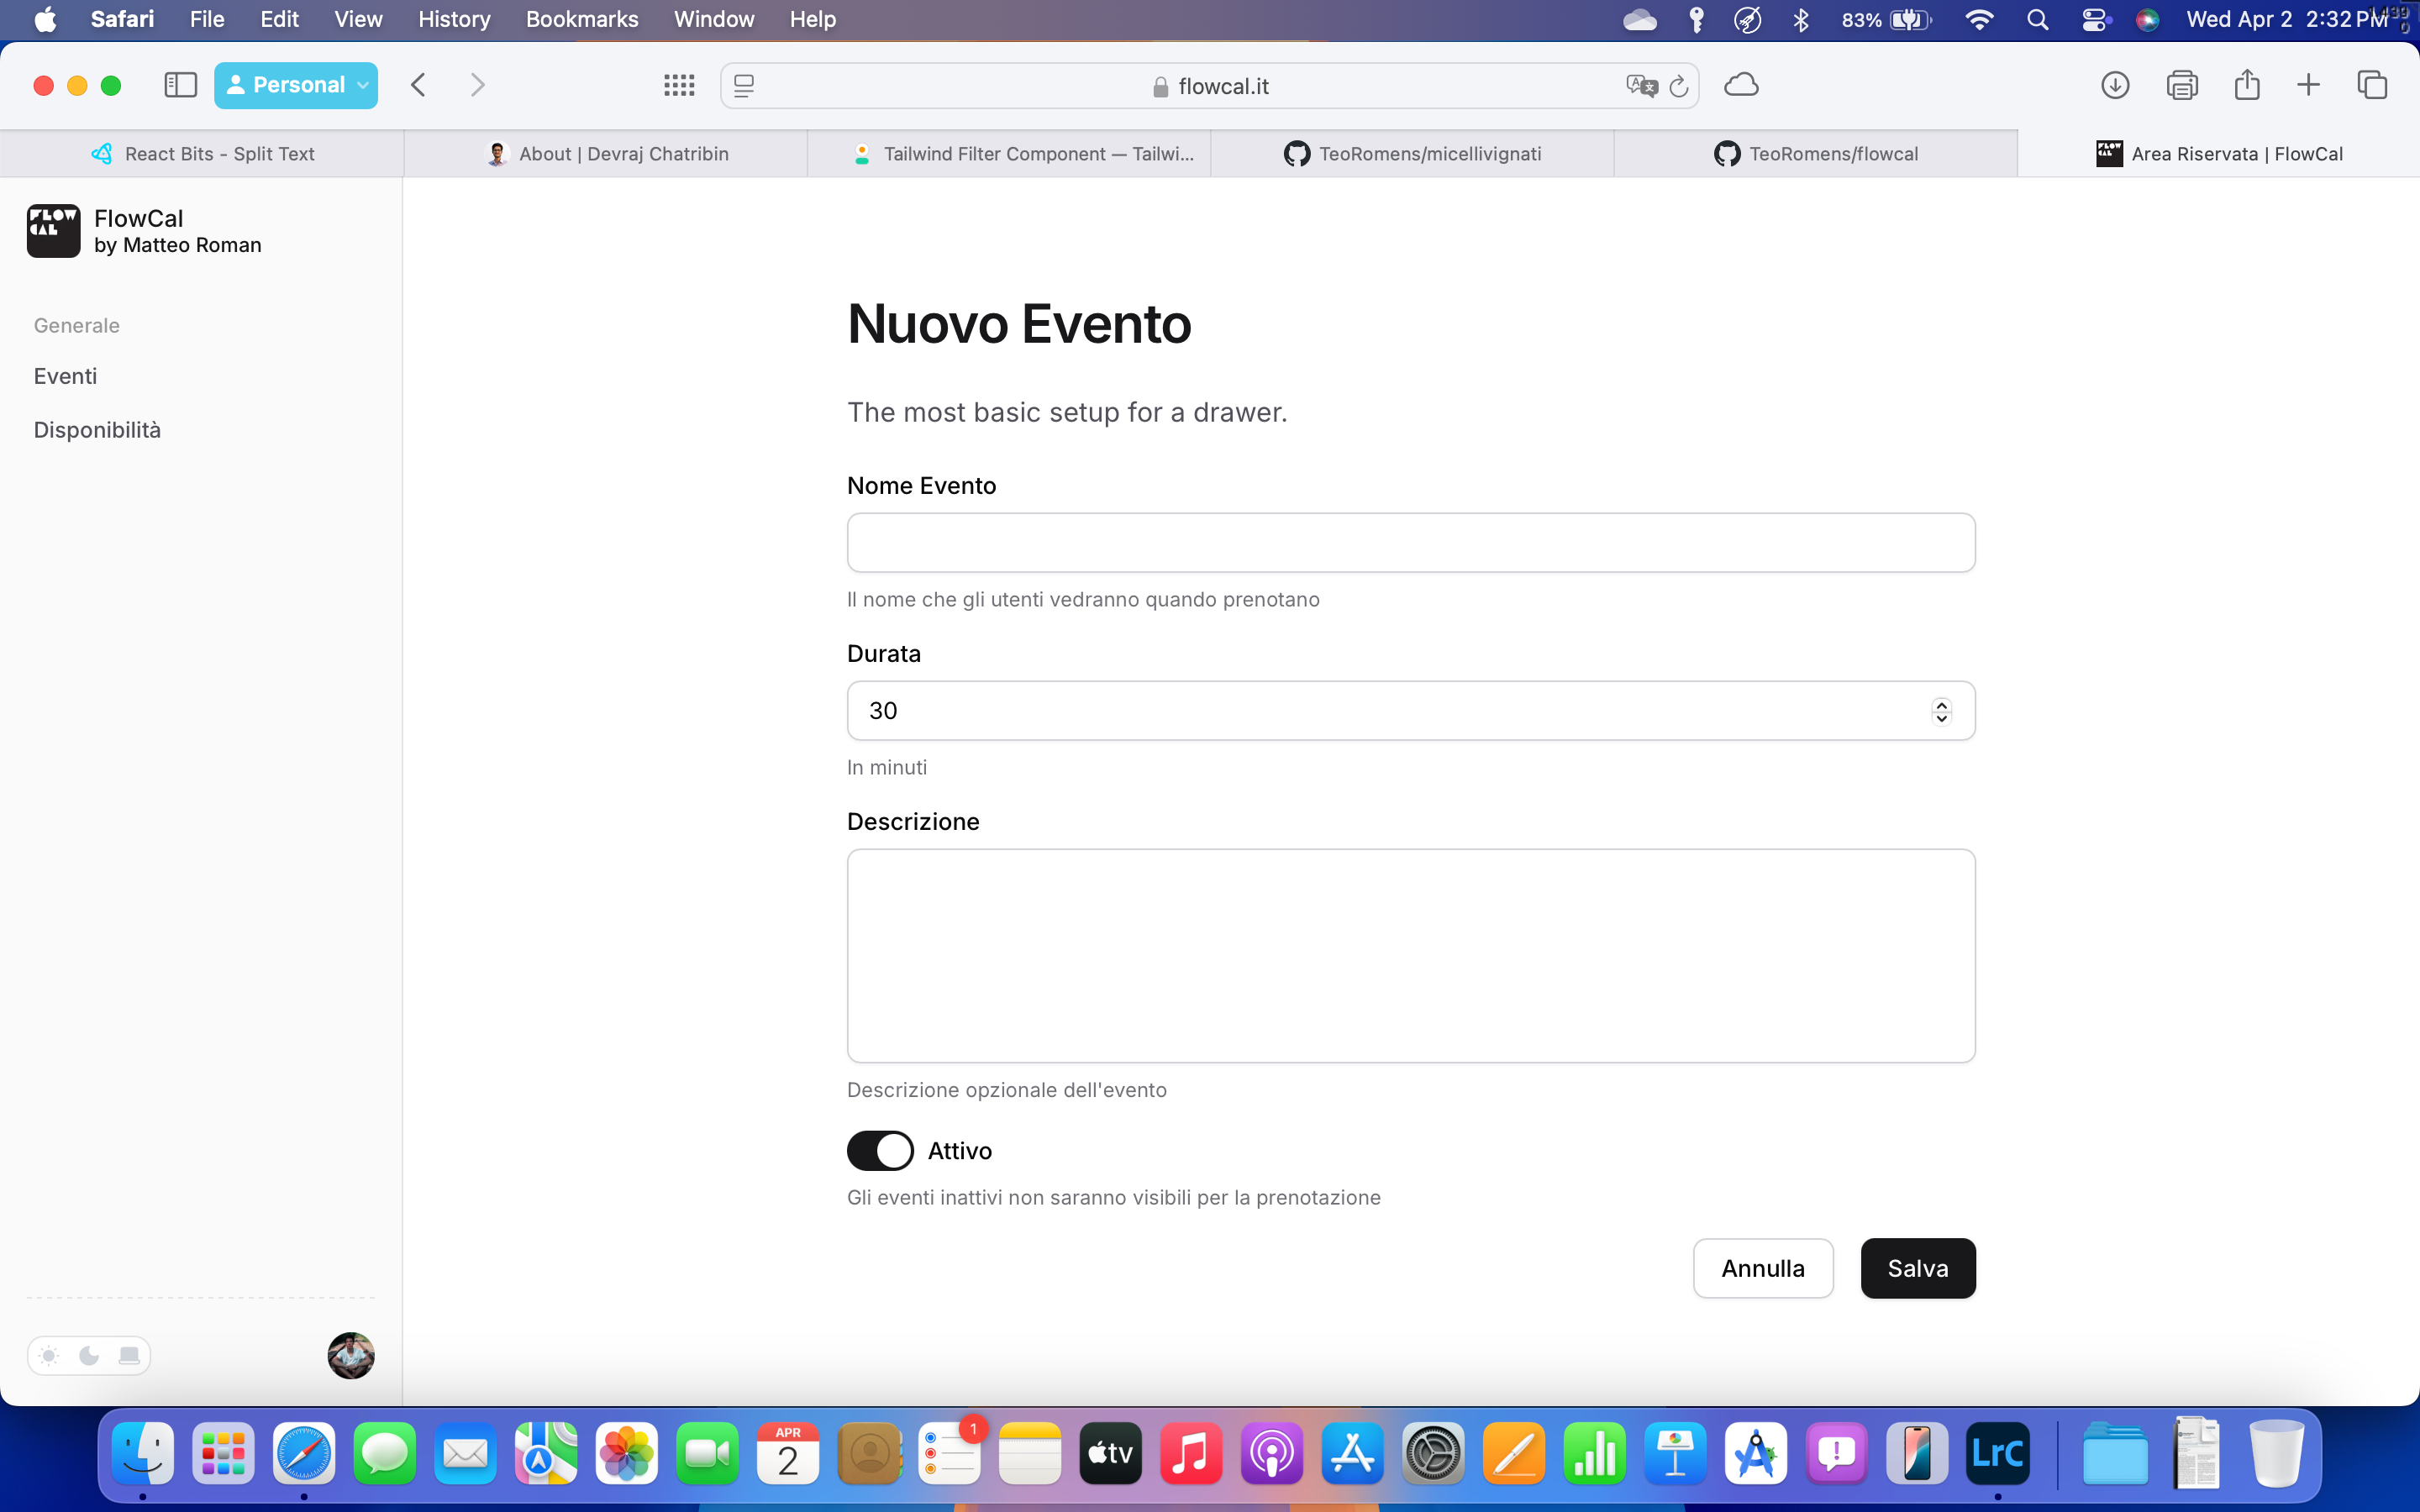 Safari File Edit View History Bookmarks Window Help 83% Wed Apr 2 2:32 PM
Personal flowcal.it
React Bits - Split Text About | Devraj Chatribin Tailwind Filter Component — Tailwi... TeoRomens/micellivignati TeoRomens/flowcal Area Riservata | FlowCal
FLOW
CAL
FlowCal
by Matteo Roman
Generale
Eventi
Disponibilità
Nuovo Evento
The most basic setup for a drawer.
Nome Evento
Il nome che gli utenti vedranno quando prenotano
Durata
30
In minuti
Descrizione
Descrizione opzionale dell'evento
Attivo
Gli eventi inattivi non saranno visibili per la prenotazione
Annulla Salva
APR
2
1
tv
LrC